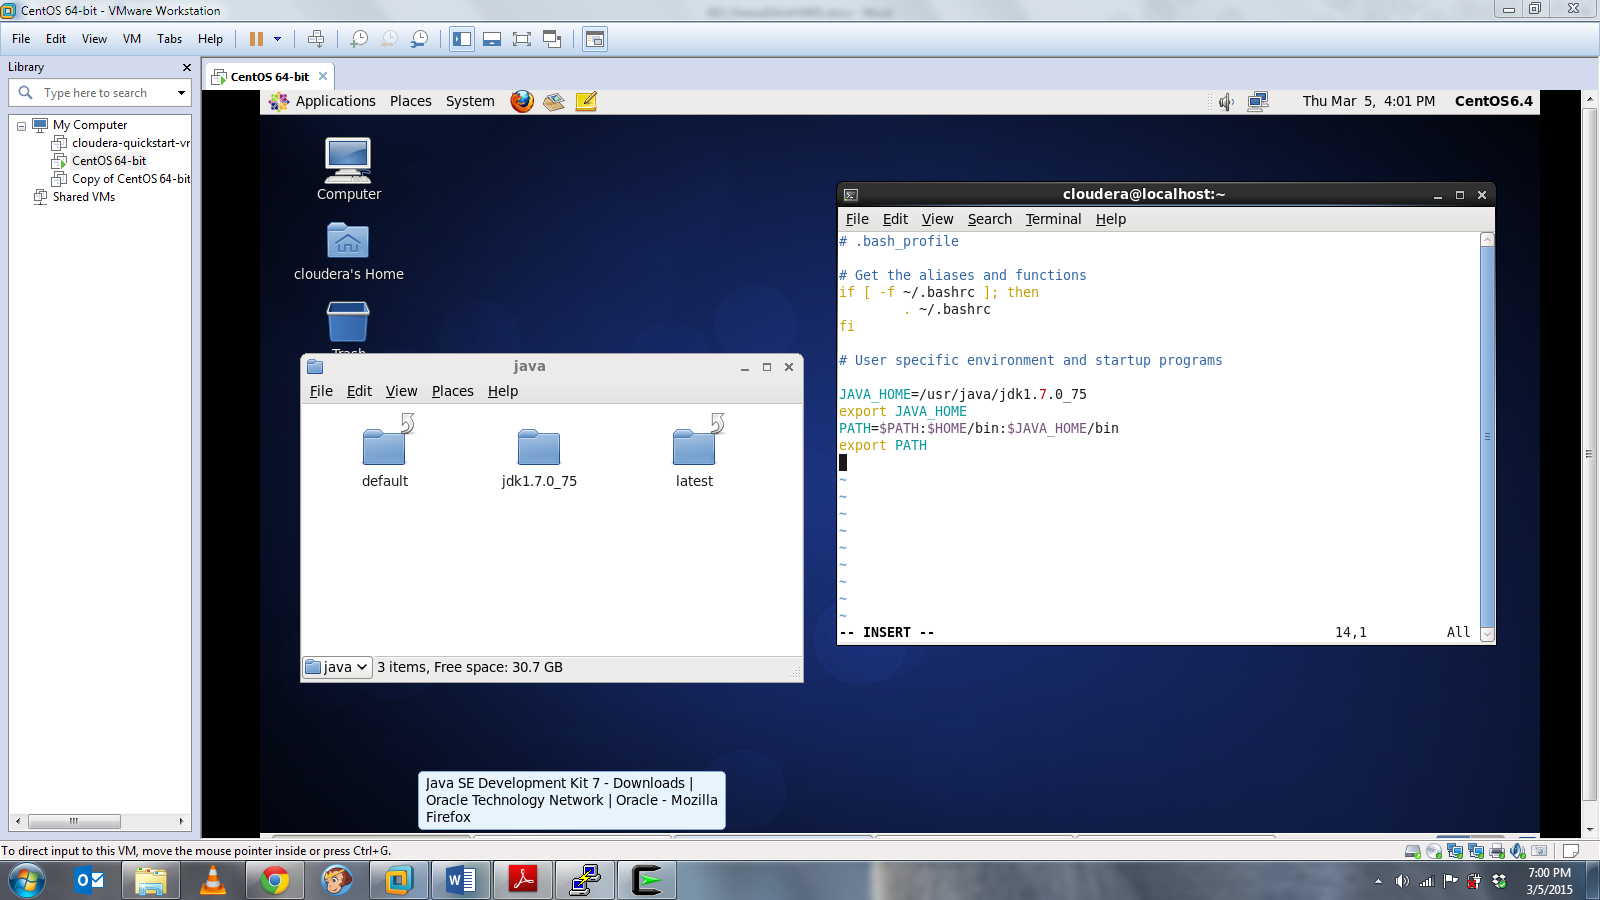 CentOS 64-bit - VMware Workstation
File Edit View VM Tabs Help
Library
Type here to search
My Computer
cloudera-quickstart-vr
CentOS 64-bit
Copy of CentOS 64-bit
Shared VMs
CentOS 64-bit
Applications Places System
Thu Mar 5, 4:01 PM CentOS6.4
Computer
cloudera's Home
Trash
java
File Edit View Places Help
default
jdk1.7.0_75
latest
java 3 items, Free space: 30.7 GB
cloudera@localhost:~
File Edit View Search Terminal Help
# .bash_profile
# Get the aliases and functions
if [ -f ~/.bashrc ]; then
. ~/.bashrc
fi
# User specific environment and startup programs
JAVA_HOME=/usr/java/jdk1.7.0_75
export JAVA_HOME
PATH=$PATH:$HOME/bin:$JAVA_HOME/bin
export PATH
~
~
~
~
~
~
~
~
~
-- INSERT -- 14,1 All
Java SE Development Kit 7 - Downloads |
Oracle Technology Network | Oracle - Mozilla
Firefox
To direct input to this VM, move the mouse pointer inside or press Ctrl+G.
7:00 PM
3/5/2015